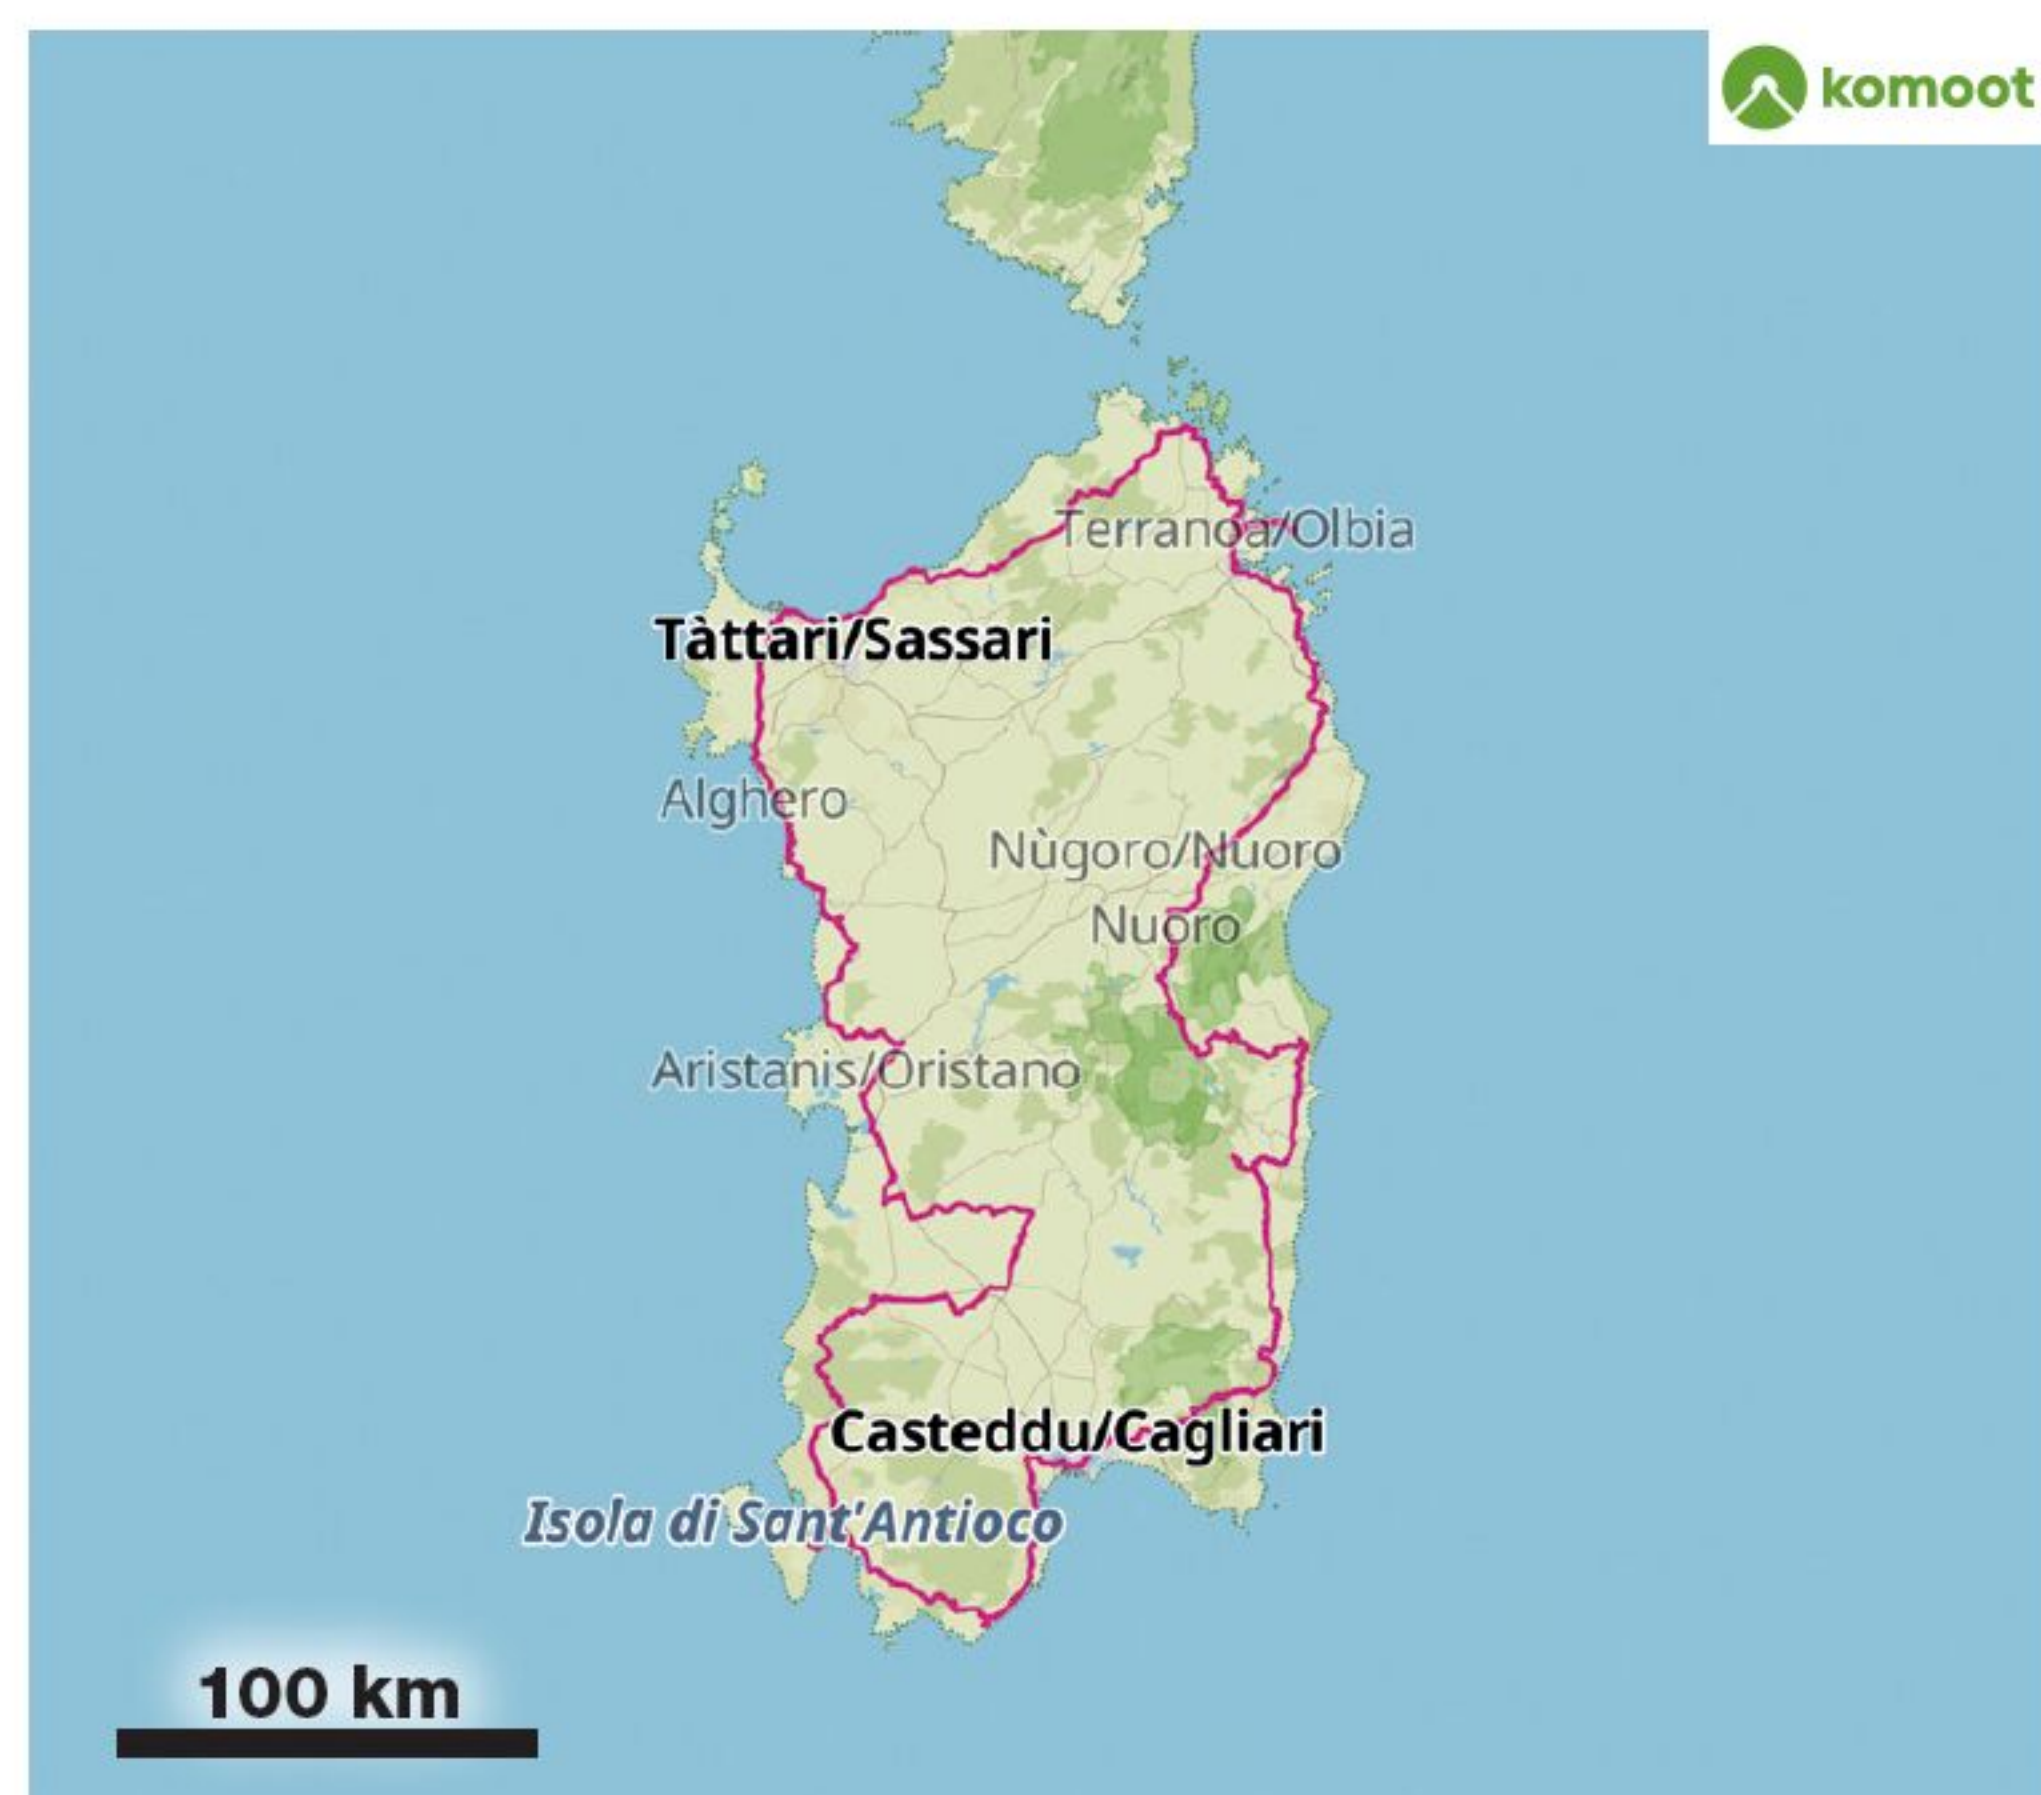 komoot
Terranoa/Olbia
Tàttari/Sassari
Alghero
Nùgoro/Nuoro
Nuoro
Aristanis/Oristano
Casteddu/Cagliari
Isola di Sant'Antioco
100 km